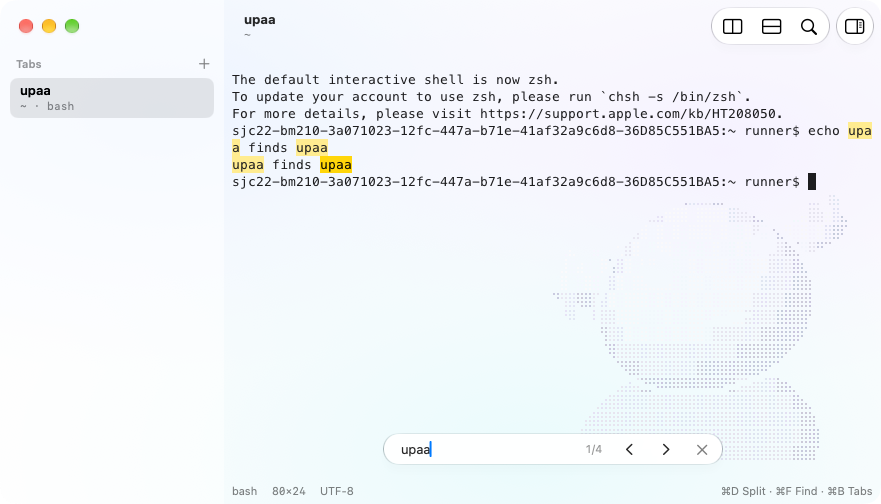 upaa
~
Tabs
+
upaa
~ · bash
The default interactive shell is now zsh.
To update your account to use zsh, please run `chsh -s /bin/zsh`.
For more details, please visit https://support.apple.com/kb/HT208050.
sjc22-bm210-3a071023-12fc-447a-b71e-41af32a9c6d8-36D85C551BA5:~ runner$ echo upa
a finds upaa
upaa finds upaa
sjc22-bm210-3a071023-12fc-447a-b71e-41af32a9c6d8-36D85C551BA5:~ runner$
upaa 1/4
bash 80×24 UTF-8 ⌘D Split · ⌘F Find · ⌘B Tabs